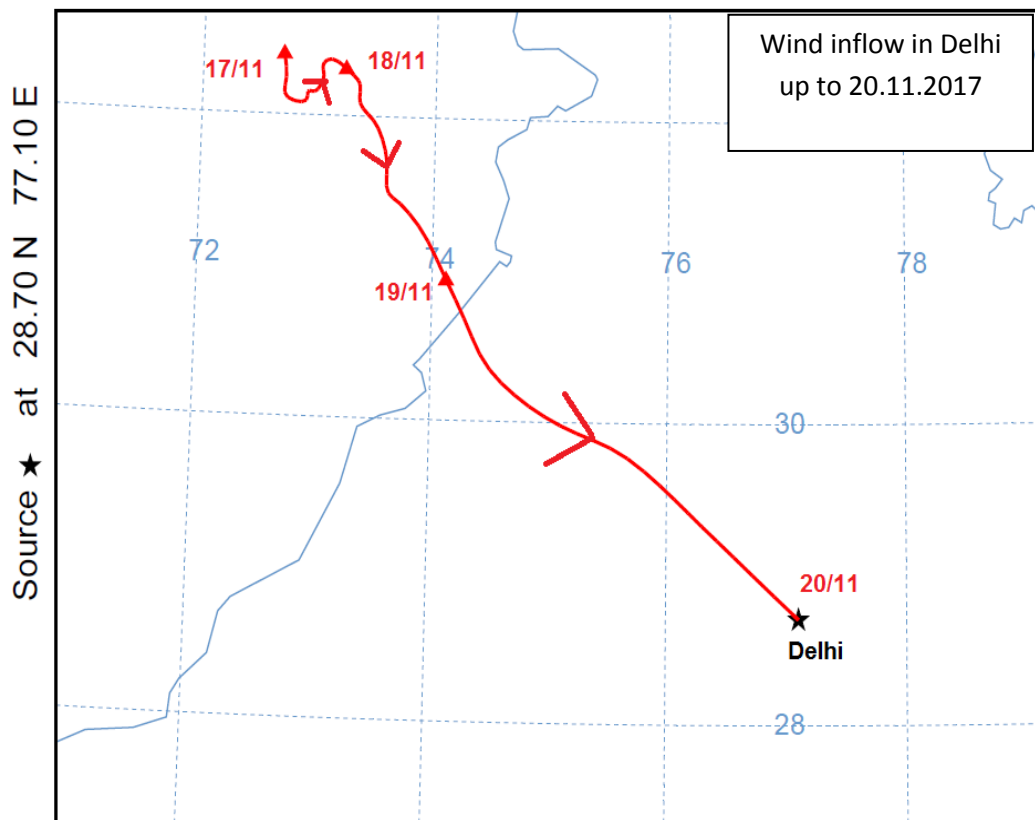 Wind inflow in Delhi
up to 20.11.2017
Source ★ at 28.70 N 77.10 E
17/11
18/11
72
74
76
78
19/11
30
20/11
Delhi
28